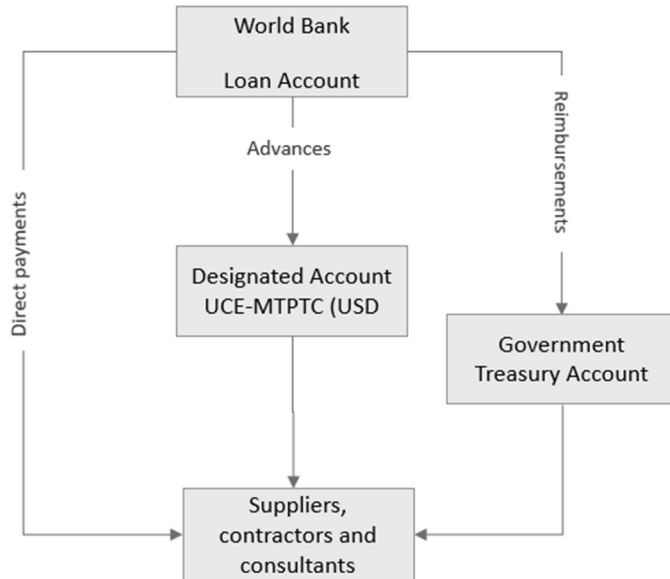 World Bank
Loan Account
Advances
Reimbursements
Direct payments
Designated Account
UCE-MTPTC (USD
Government
Treasury Account
Suppliers,
contractors and
consultants